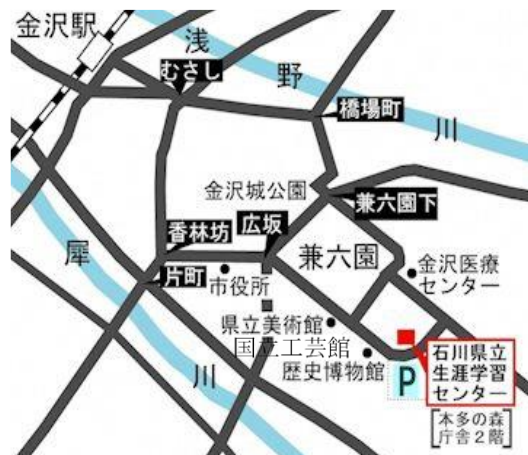 金沢駅
浅
野
川
むさし
橋場町
金沢城公園
兼六園下
香林坊
広坂
兼六園
金沢医療
センター
犀
川
片町
市役所
県立美術館
国立工芸館
歴史博物館
P
石川県立
生涯学習
センター
[本多の森
庁舎2階]